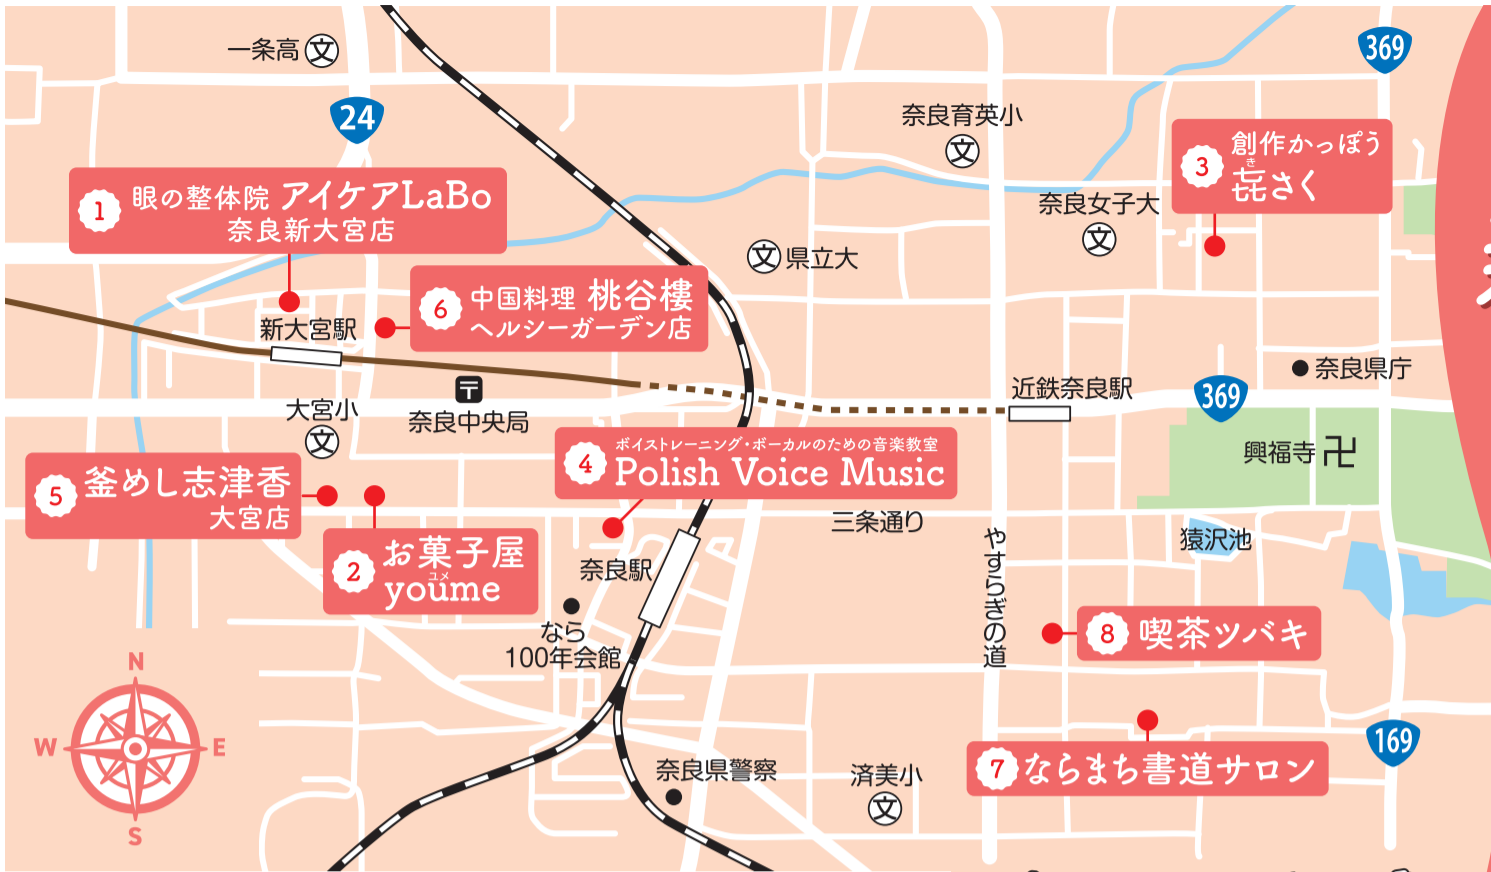 一条高
文
24
369
奈良育英小
文
3
創作かっぽう
き
㐂さく
1
眼の整体院 アイケアLaBo
奈良新大宮店
奈良女子大
文
文 県立大
6
中国料理 桃谷樓
ヘルシーガーデン店
新大宮駅
〒
奈良中央局
大宮小
文
近鉄奈良駅
369
奈良県庁
興福寺
卍
4
ボイストレーニング・ボーカルのための音楽教室
Polish Voice Music
5
釜めし志津香
大宮店
三条通り
猿沢池
やすらぎの道
2
お菓子屋
ユメ
youme
奈良駅
なら
100年会館
8
喫茶ツバキ
N
W
E
S
169
7
ならまち書道サロン
奈良県警察
済美小
文